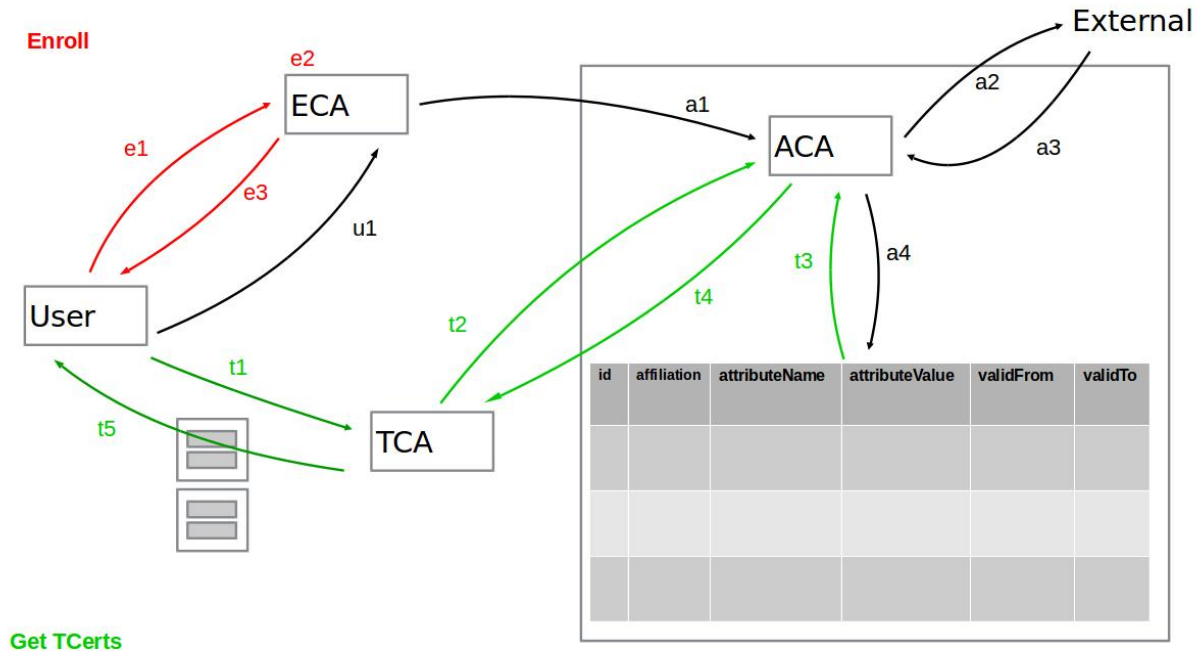 External
Enroll
e2
ECA
a1
a2
ACA
a3
e1
e3
u1
t3
a4
t4
User
t2
t1
id affiliation attributeName attributeValue validFrom validTo
t5
TCA
Get TCerts